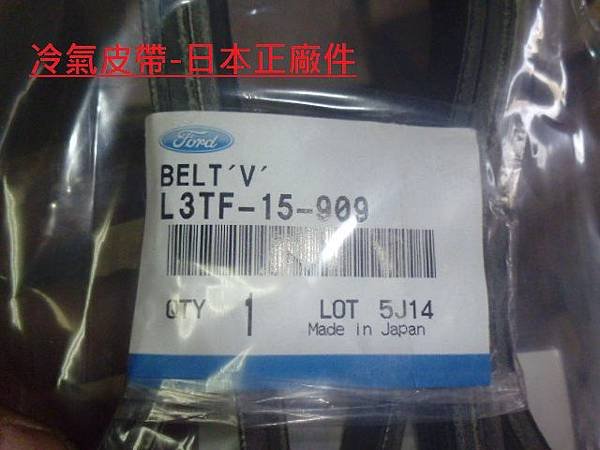 冷氣皮帶-日本正廠件
Ford
BELT´V´
L3TF-15-909
QTY 1 LOT 5J14
Made in Japan